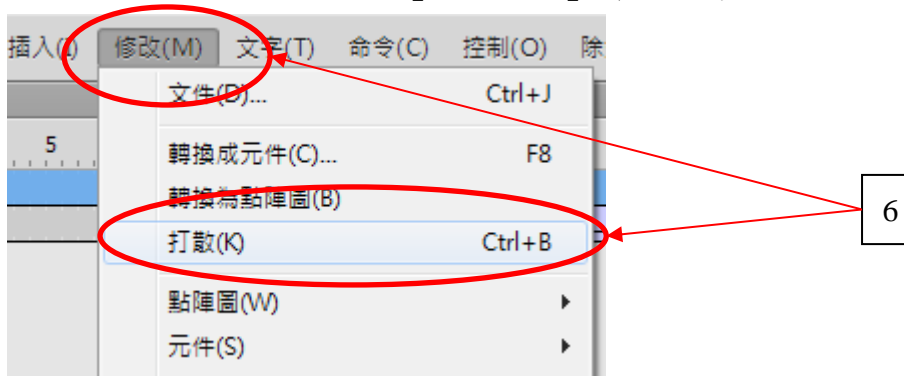 插入(I) 修改(M) 文字(T) 命令(C) 控制(O) 除
文件(D)... Ctrl+J
5
轉換成元件(C)... F8
轉換為點陣圖(B)
6
打散(K) Ctrl+B
點陣圖(W)
元件(S)